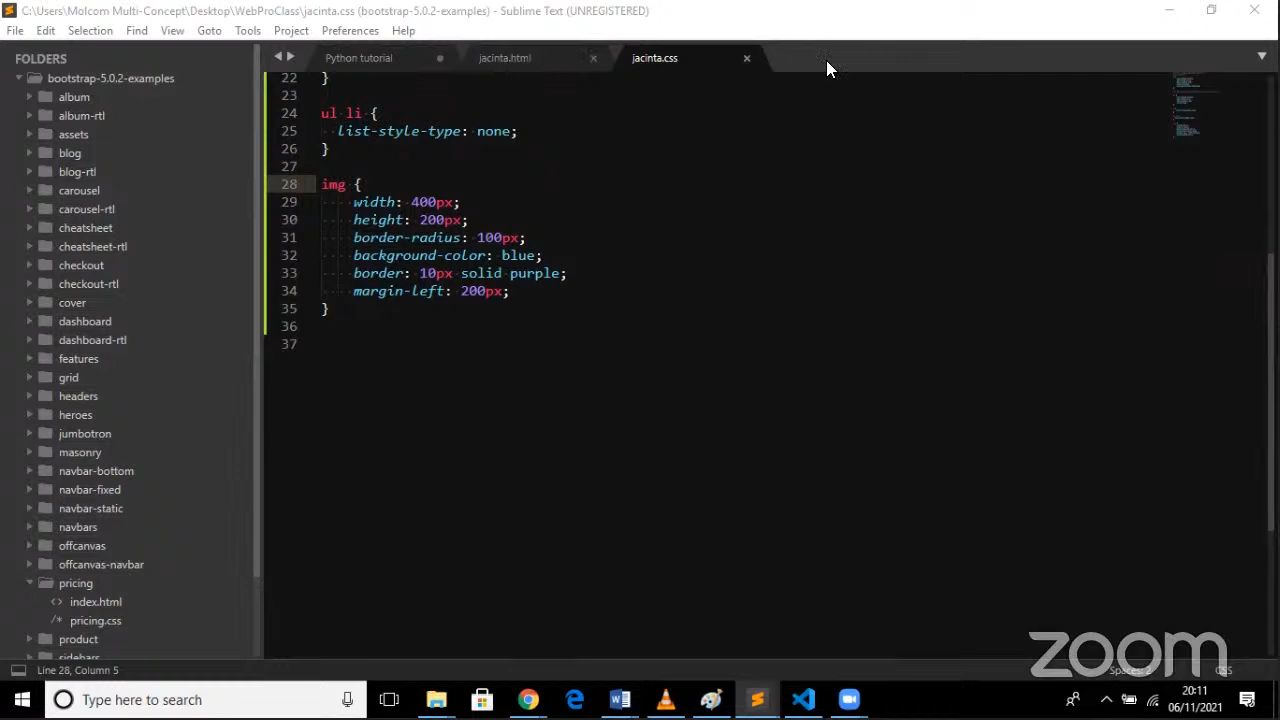 C:\Users\Molcom Multi-Concept\Desktop\WebProClass\jacinta.css (bootstrap-5.0.2-examples) - Sublime Text (UNREGISTERED)
File Edit Selection Find View Goto Tools Project Preferences Help
FOLDERS
bootstrap-5.0.2-examples
album
album-rtl
assets
blog
blog-rtl
carousel
carousel-rtl
cheatsheet
cheatsheet-rtl
checkout
checkout-rtl
cover
dashboard
dashboard-rtl
features
grid
headers
heroes
jumbotron
masonry
navbar-bottom
navbar-fixed
navbar-static
navbars
offcanvas
offcanvas-navbar
pricing
<> index.html
/* pricing.css
product
sidebars
Python tutorial jacinta.html jacinta.css
22 }
23
24 ul li {
25 list-style-type: none;
26 }
27
28 img {
29 width: 400px;
30 height: 200px;
31 border-radius: 100px;
32 background-color: blue;
33 border: 10px solid purple;
34 margin-left: 200px;
35 }
36
37
zoom
Line 28, Column 5 Spaces: 2 CSS
Type here to search
20:11
06/11/2021